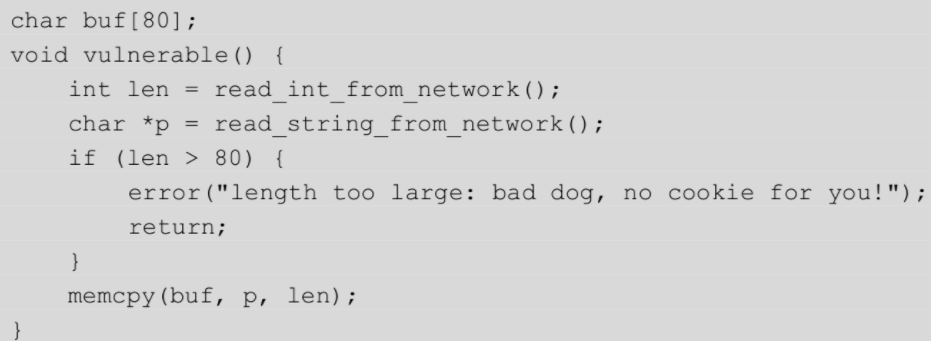 char buf[80];
void vulnerable() {
    int len = read_int_from_network();
    char *p = read_string_from_network();
    if (len > 80) {
        error("length too large: bad dog, no cookie for you!");
        return;
    }
    memcpy(buf, p, len);
}